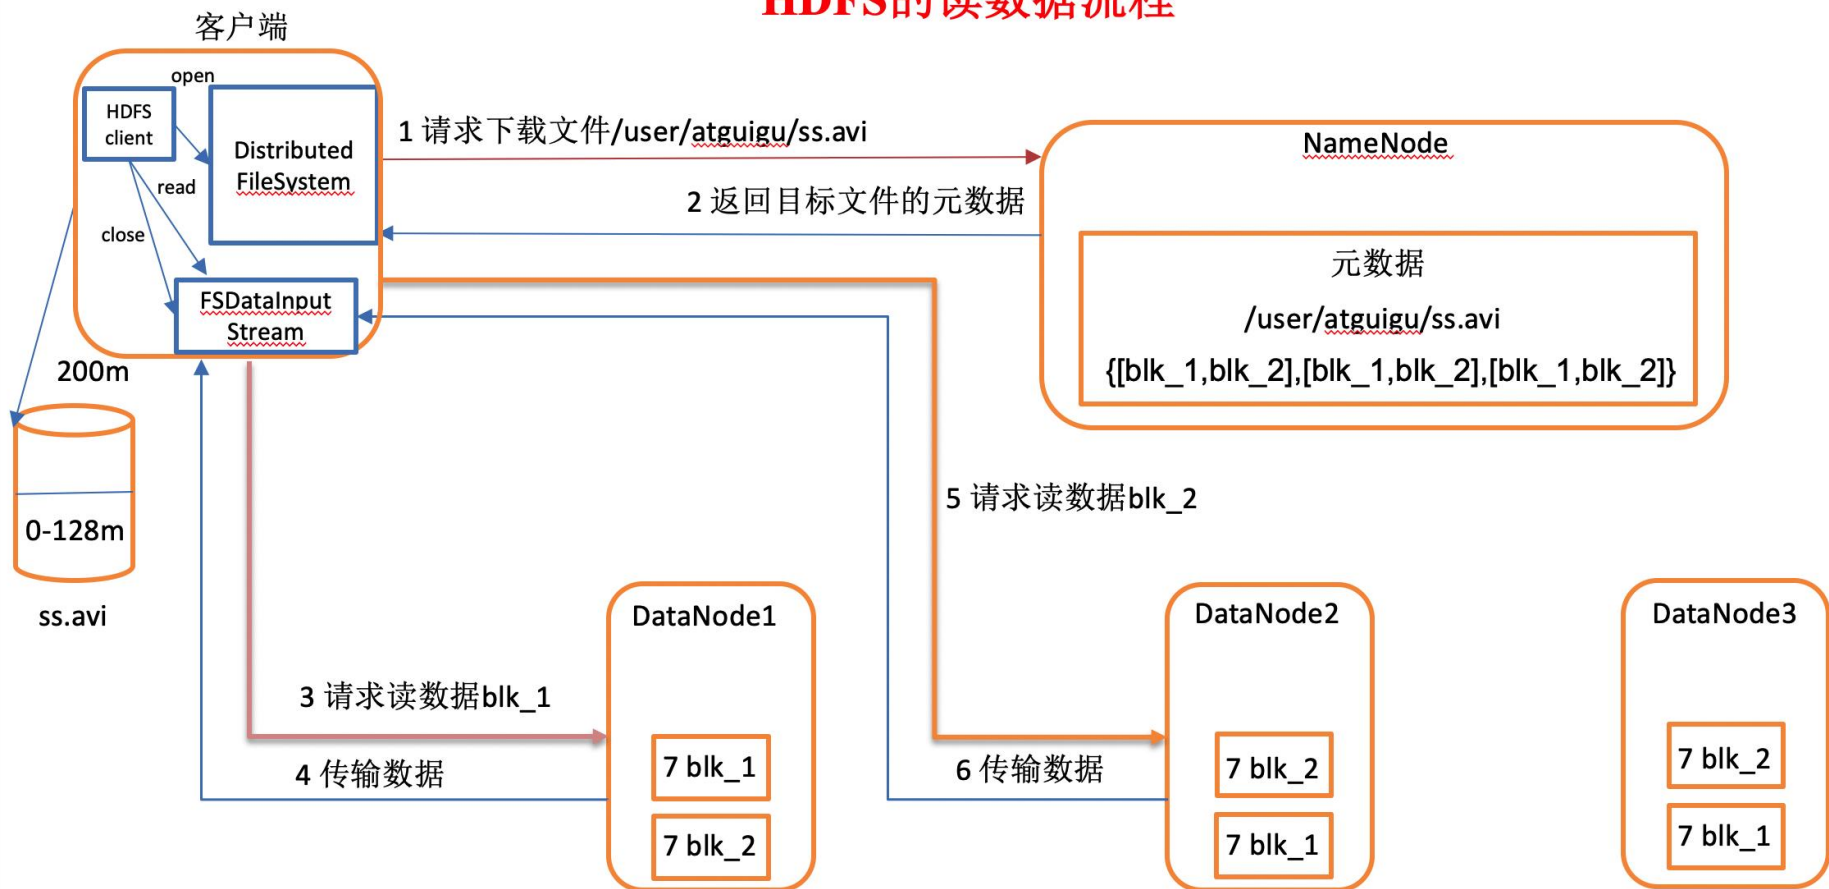 HDFS的读数据流程
客户端
open
HDFS
client
Distributed
FileSystem
read
close
FSDataInput
Stream
1 请求下载文件/user/atguigu/ss.avi
2 返回目标文件的元数据
NameNode
元数据
/user/atguigu/ss.avi
{[blk_1,blk_2],[blk_1,blk_2],[blk_1,blk_2]}
200m
0-128m
ss.avi
5 请求读数据blk_2
3 请求读数据blk_1
4 传输数据
6 传输数据
DataNode1
7 blk_1
7 blk_2
DataNode2
7 blk_2
7 blk_1
DataNode3
7 blk_2
7 blk_1